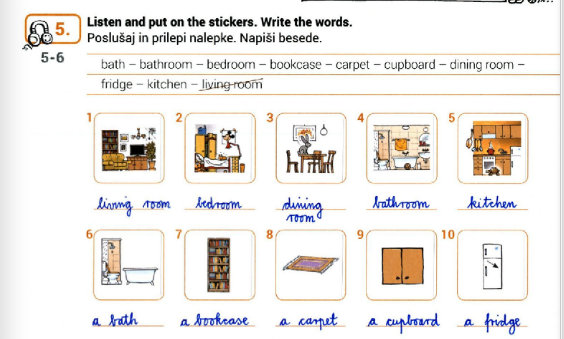 5.
Listen and put on the stickers. Write the words.
Poslušaj in prilepi nalepke. Napiši besede.
5-6
bath – bathroom – bedroom – bookcase – carpet – cupboard – dining room –
fridge – kitchen – living room
1 2 3 4 5
living room bedroom dining room bathroom kitchen
6 7 8 9 10
a bath a bookcase a carpet a cupboard a fridge